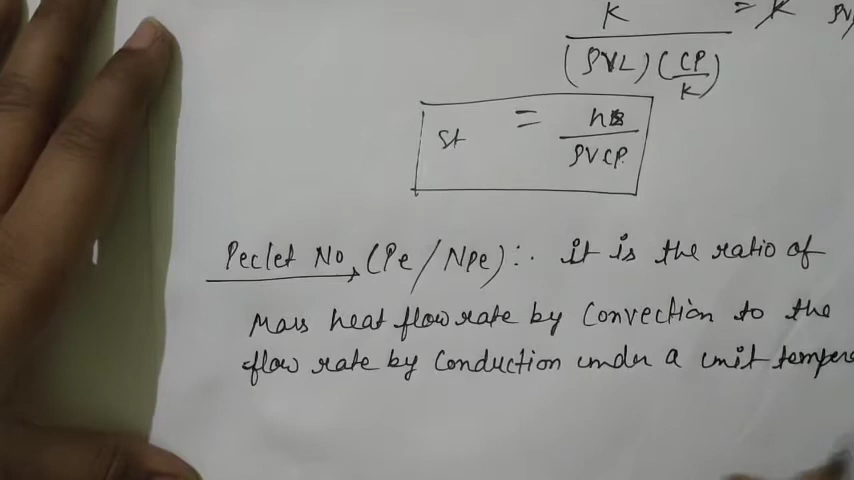 K = K
(ρVL) (CP/K)
St = h / ρVCP
Peclet No, (Pe/NPe):- it is the ratio of
Mass heat flow rate by Convection to the
flow rate by Conduction under a unit tempera